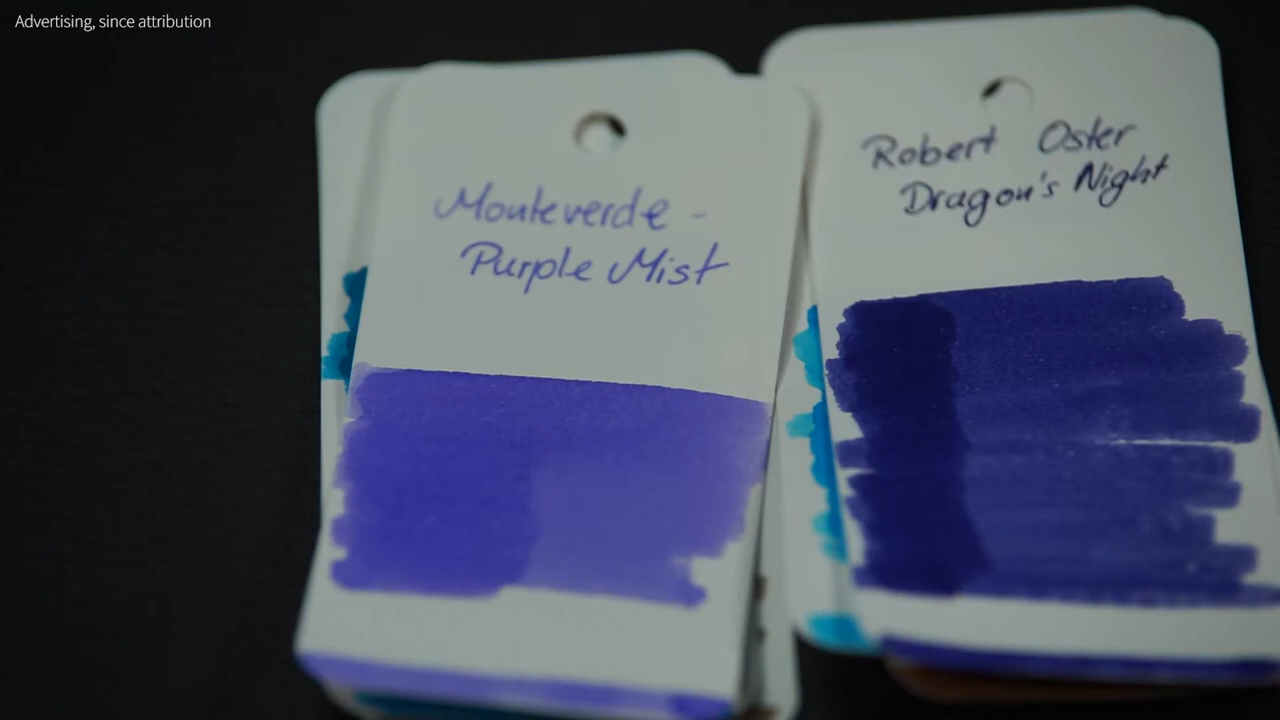 Advertising, since attribution
Monteverde -
Purple Mist
Robert Oster
Dragon's Night